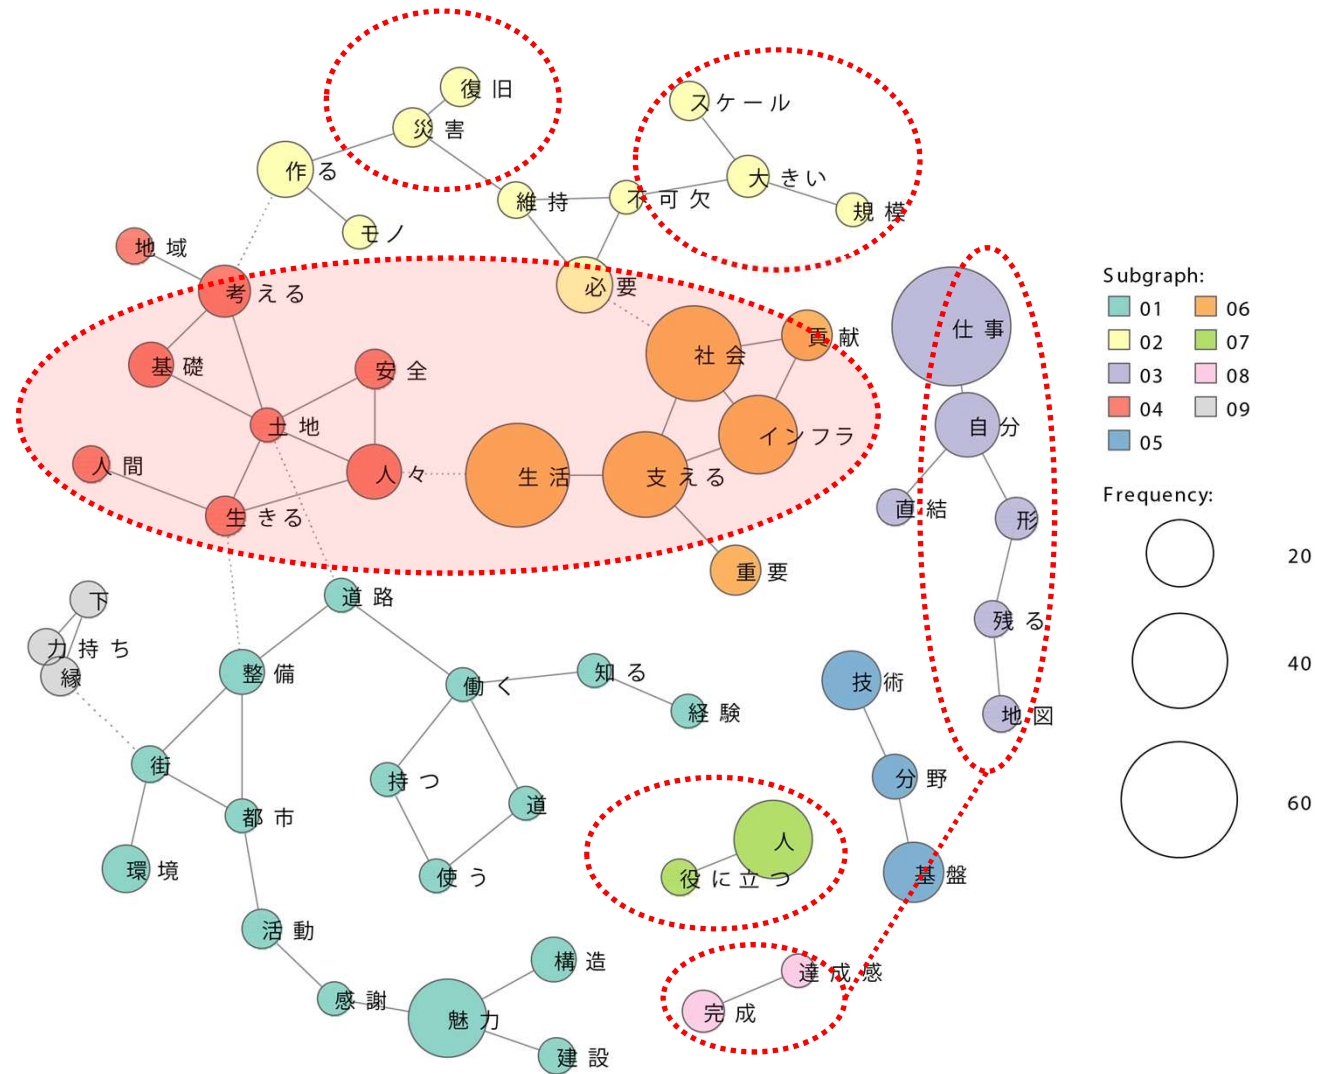 復旧
スケール
災害
作る
大きい
維持
不可欠
規模
モノ
地域
考える
必要
仕事
貢献
社会
基礎
安全
土地
インフラ
自分
人間
人々
生活
支える
直結
形
生きる
重要
下
道路
残る
力持ち
縁
整備
働く
知る
技術
経験
地図
街
持つ
分野
道
都市
人
環境
使う
役に立つ
基盤
活動
構造
達成感
感謝
魅力
完成
建設
Subgraph:
01
06
02
07
03
08
04
09
05
Frequency:
20
40
60